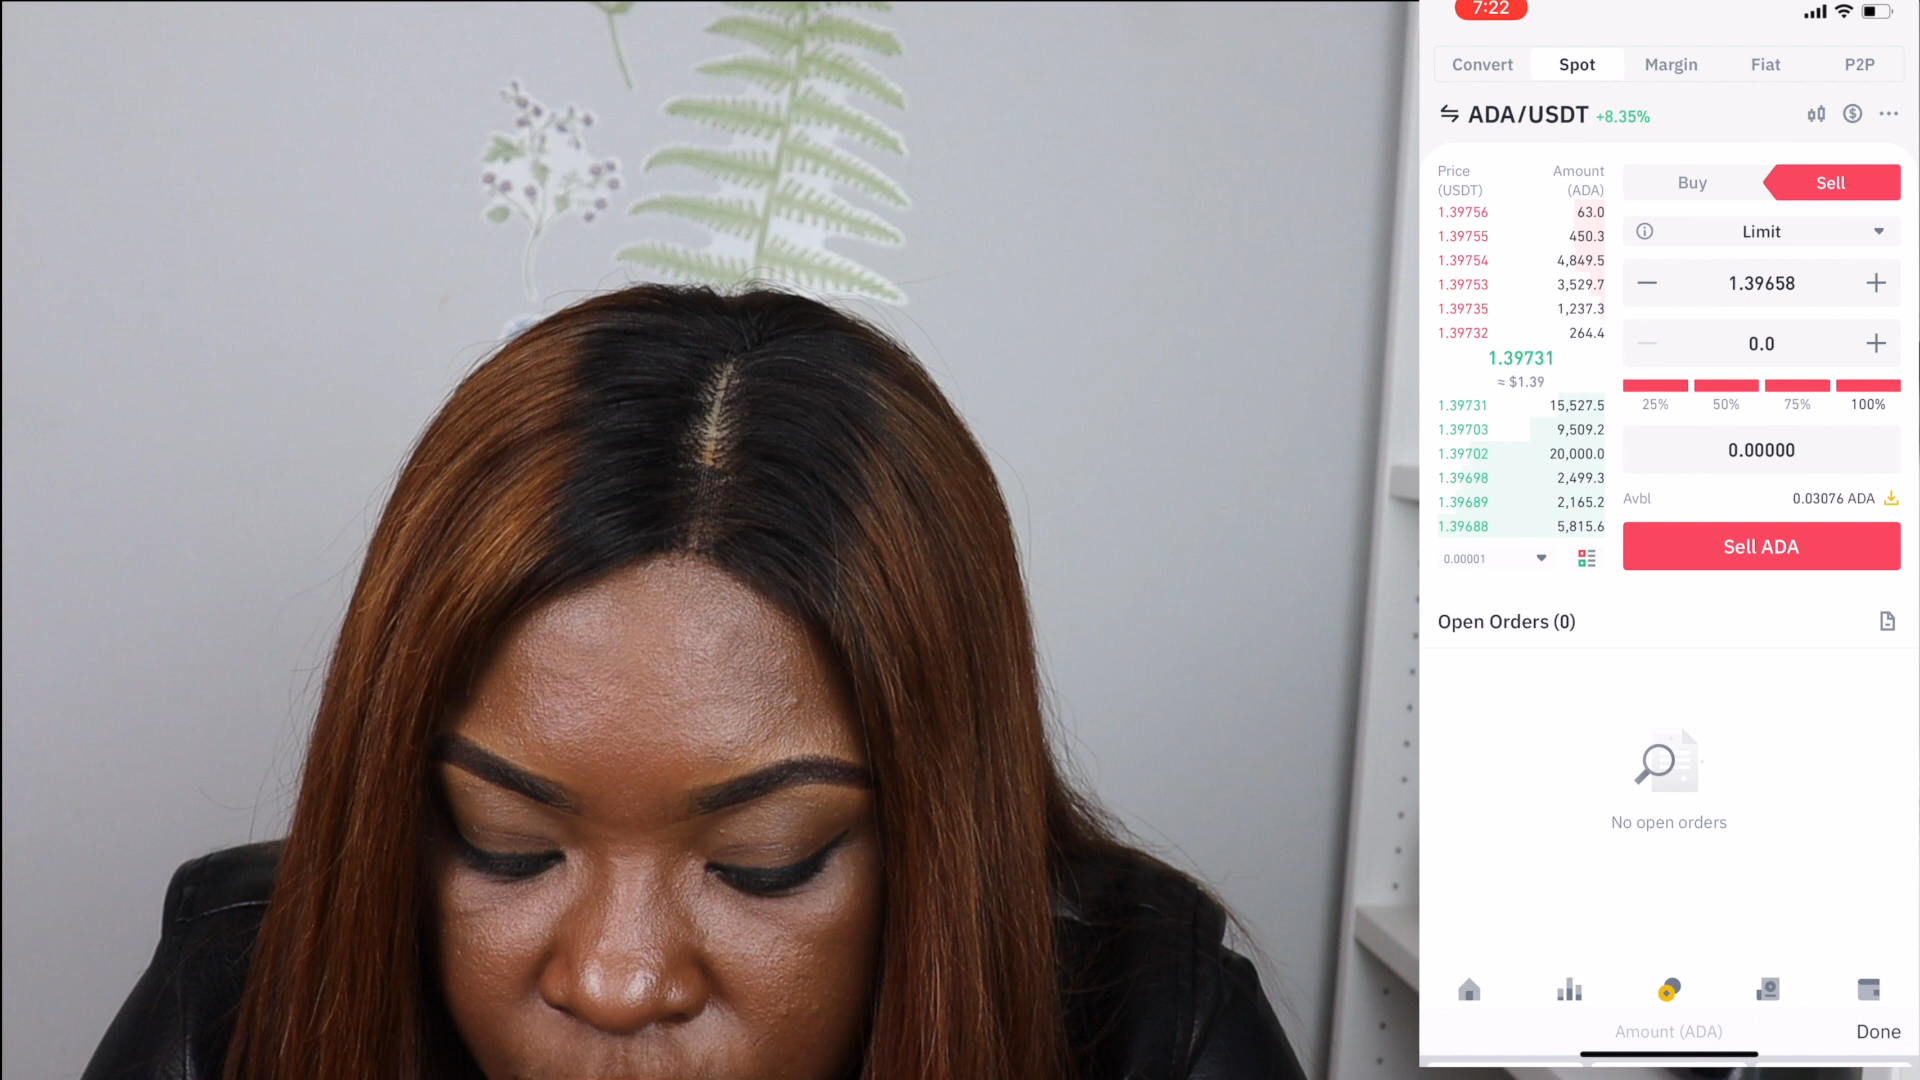 7:22
Convert Spot Margin Fiat P2P
ADA/USDT +8.35%
Price (USDT) Amount (ADA)
1.39756 63.0
1.39755 450.3
1.39754 4,849.5
1.39753 3,529.7
1.39735 1,237.3
1.39732 264.4
1.39731
≈ $1.39
1.39731 15,527.5
1.39703 9,509.2
1.39702 20,000.0
1.39698 2,499.3
1.39689 2,165.2
1.39688 5,815.6
0.00001
Buy Sell
Limit
1.39658
0.0
25% 50% 75% 100%
0.00000
Avbl 0.03076 ADA
Sell ADA
Open Orders (0)
No open orders
Amount (ADA) Done